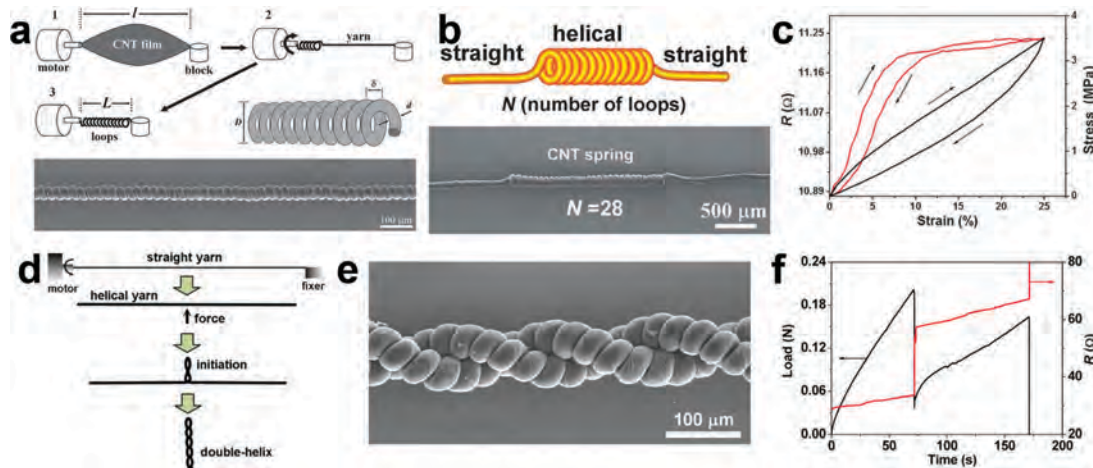 a
1
l
CNT film
motor
block
2
yarn
3
L
loops
δ
D
d
100 μm
b
helical
straight
straight
N (number of loops)
CNT spring
N =28
500 μm
c
R (Ω)
11.25
11.16
11.07
10.98
10.89
0 5 10 15 20 25
Strain (%)
4
3
2
1
0
Stress (MPa)
d
straight yarn
motor
fixer
helical yarn
force
initiation
double-helix
e
100 μm
f
Load (N)
0.24
0.18
0.12
0.06
0.00
0 50 100 150 200
Time (s)
80
60
40
20
R (Ω)